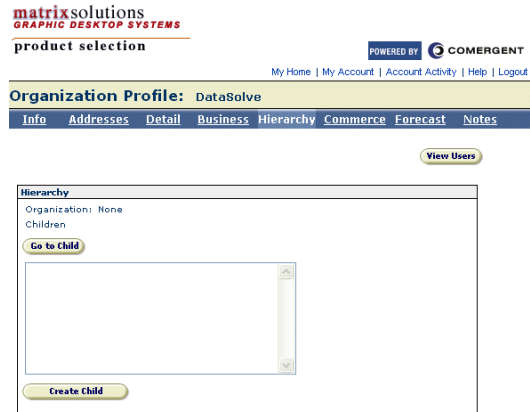 matrixsolutions
GRAPHIC DESKTOP SYSTEMS
product selection
POWERED BY COMERGENT
My Home | My Account | Account Activity | Help | Logout
Organization Profile: DataSolve
Info Addresses Detail Business Hierarchy Commerce Forecast Notes
View Users
Hierarchy
Organization: None
Children
Go to Child
Create Child